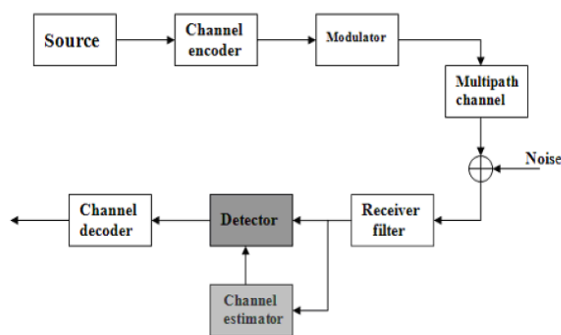 Source
Channel
encoder
Modulator
Multipath
channel
Noise
Channel
decoder
Detector
Receiver
filter
Channel
estimator